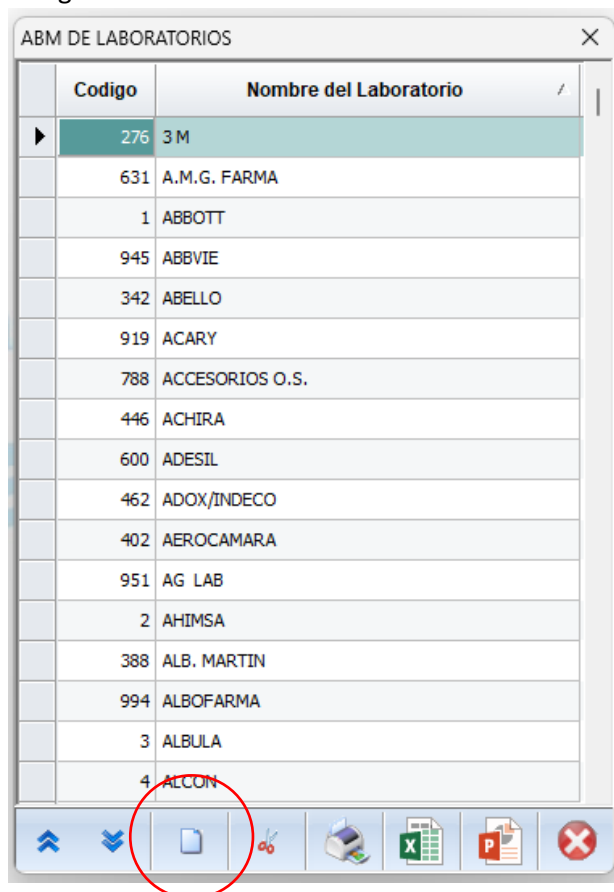 ABM DE LABORATORIOS
Codigo Nombre del Laboratorio
276 3 M
631 A.M.G. FARMA
1 ABBOTT
945 ABBVIE
342 ABELLO
919 ACARY
788 ACCESORIOS O.S.
446 ACHIRA
600 ADESIL
462 ADOX/INDECO
402 AEROCAMARA
951 AG LAB
2 AHIMSA
388 ALB. MARTIN
994 ALBOFARMA
3 ALBULA
4 ALCON
X P